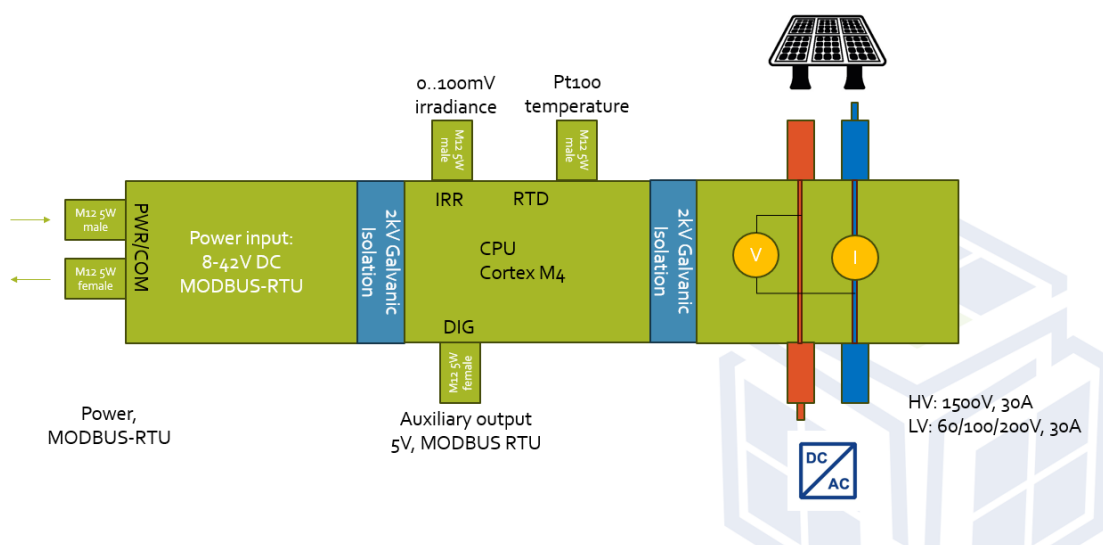 0..100mV
irradiance
Pt100
temperature
M12 5W
male
M12 5W
male
IRR
RTD
M12 5W
male
M12 5W
female
PWR/COM
Power input:
8-42V DC
MODBUS-RTU
2kV Galvanic
Isolation
CPU
Cortex M4
2kV Galvanic
Isolation
V
I
DIG
M12 5W
female
Power,
MODBUS-RTU
Auxiliary output
5V, MODBUS RTU
HV: 1500V, 30A
LV: 60/100/200V, 30A
DC
AC